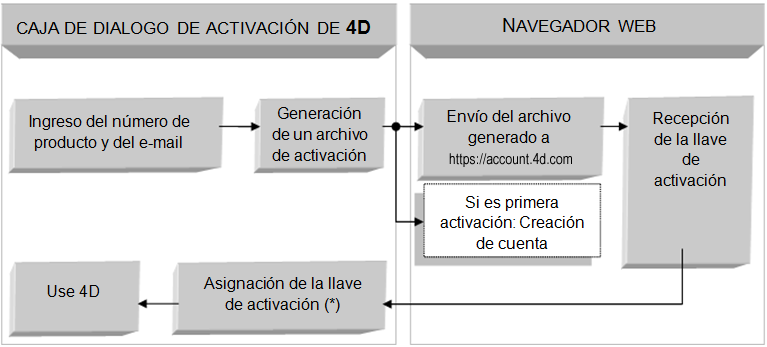 CAJA DE DIALOGO DE ACTIVACIÓN DE 4D
NAVEGADOR WEB
Ingreso del número de
producto y del e-mail
Generación
de un archivo
de activación
Envío del archivo
generado a
https://account.4d.com
Recepción
de la llave
de
activación
Si es primera
activación: Creación
de cuenta
Use 4D
Asignación de la llave
de activación (*)